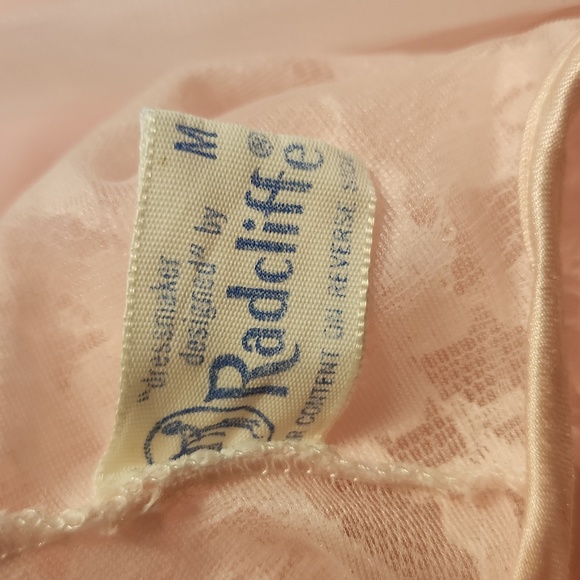 M
"dressmaker
designed" by
Radcliffe®
CONTENT ON REVERSE